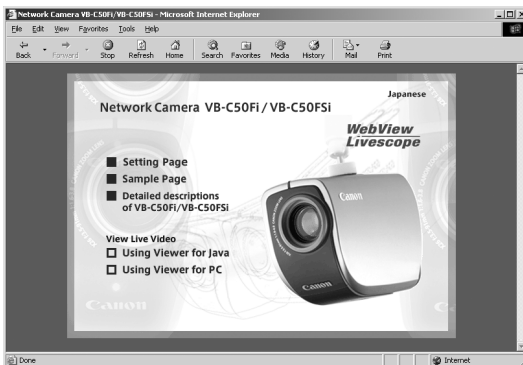 Network Camera VB-C50Fi/VB-C50FSi - Microsoft Internet Explorer
File Edit View Favorites Tools Help
Back Forward Stop Refresh Home Search Favorites Media History Mail Print
Japanese
Network Camera VB-C50Fi / VB-C50FSi
WebView
Livescope
Setting Page
Sample Page
Detailed descriptions
of VB-C50Fi/VB-C50FSi
View Live Video
Using Viewer for Java
Using Viewer for PC
Canon
Canon
Canon
Done
Internet